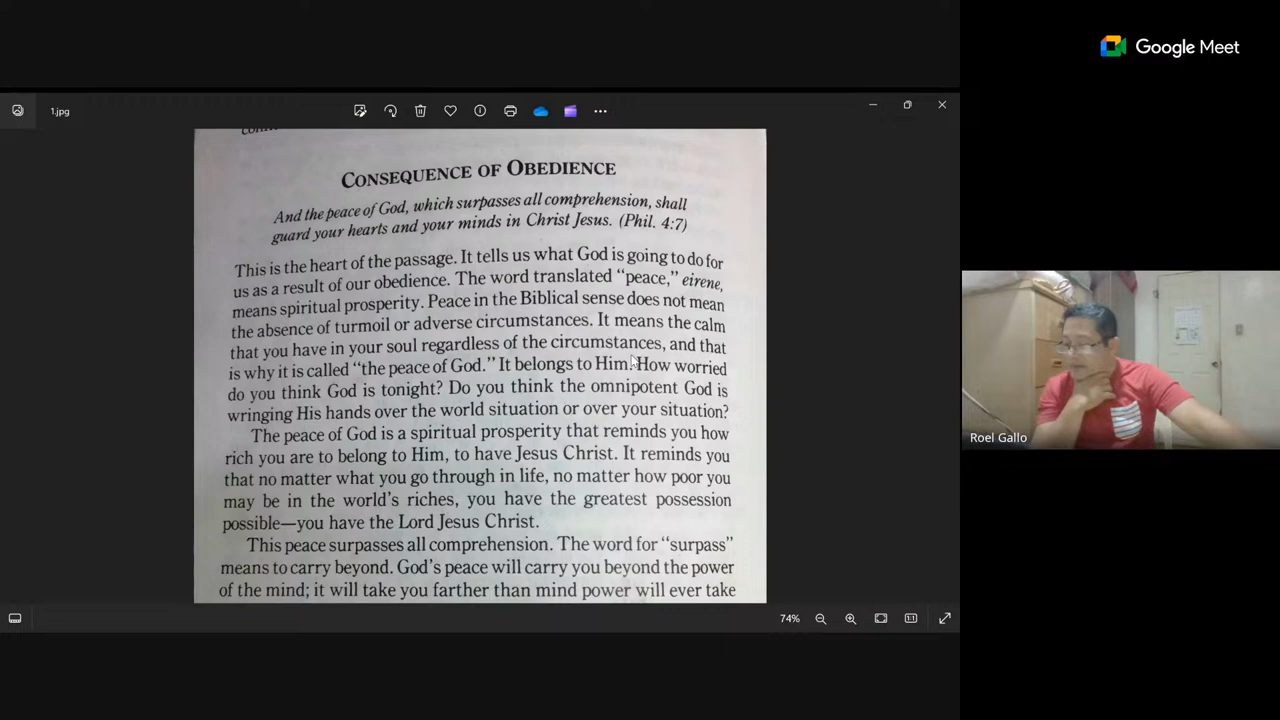 Google Meet
1.jpg
CONSEQUENCE OF OBEDIENCE
And the peace of God, which surpasses all comprehension, shall
guard your hearts and your minds in Christ Jesus. (Phil. 4:7)
This is the heart of the passage. It tells us what God is going to do for
us as a result of our obedience. The word translated “peace,” eirene,
means spiritual prosperity. Peace in the Biblical sense does not mean
the absence of turmoil or adverse circumstances. It means the calm
that you have in your soul regardless of the circumstances, and that
is why it is called “the peace of God.” It belongs to Him! How worried
do you think God is tonight? Do you think the omnipotent God is
wringing His hands over the world situation or over your situation?
The peace of God is a spiritual prosperity that reminds you how
rich you are to belong to Him, to have Jesus Christ. It reminds you
that no matter what you go through in life, no matter how poor you
may be in the world’s riches, you have the greatest possession
possible—you have the Lord Jesus Christ.
This peace surpasses all comprehension. The word for “surpass”
means to carry beyond. God’s peace will carry you beyond the power
of the mind; it will take you farther than mind power will ever take
Roel Gallo
74%
1:1